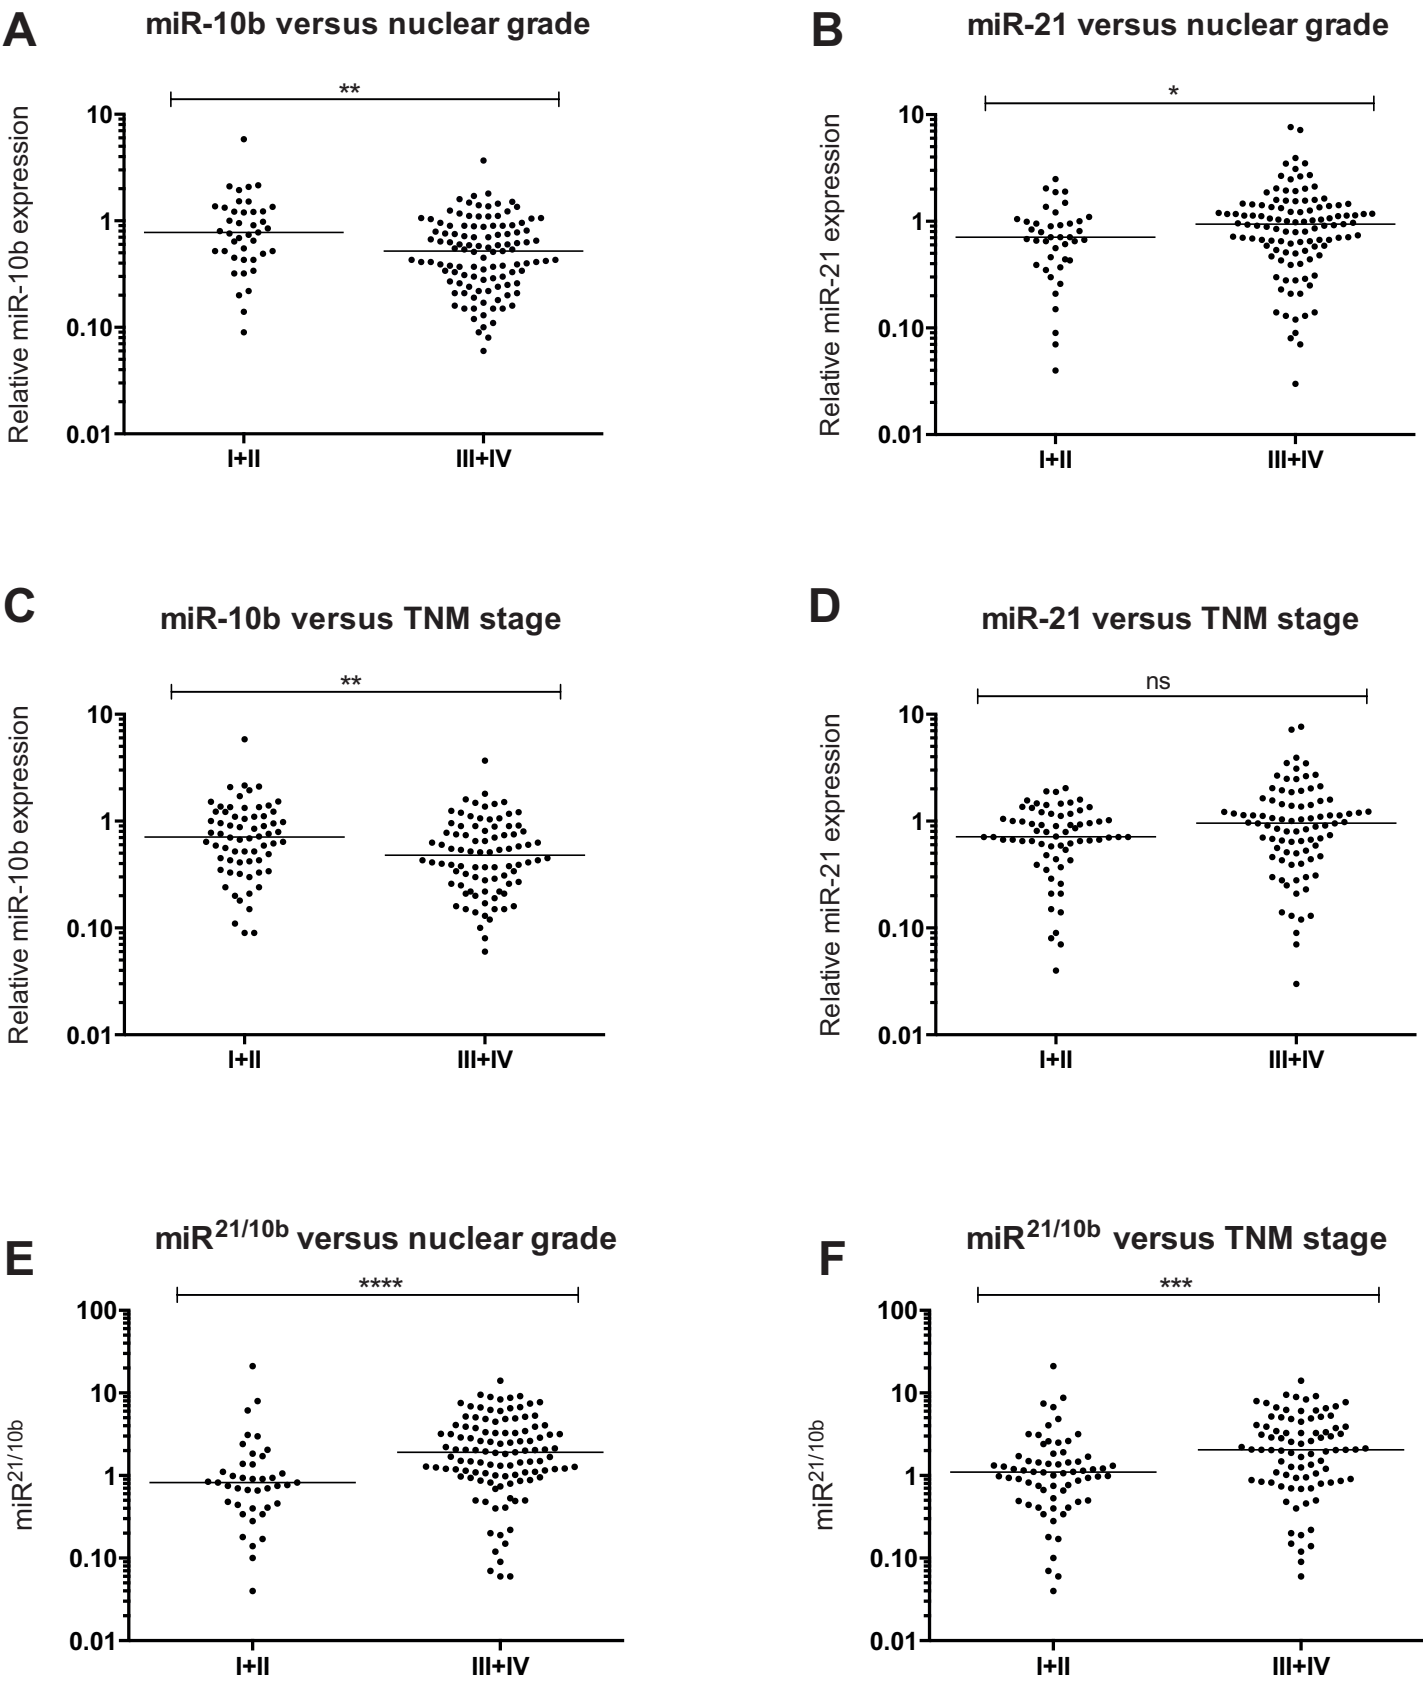 A
miR-10b versus nuclear grade
**
Relative miR-10b expression
10
1
0.10
0.01
I+II
III+IV
B
miR-21 versus nuclear grade
*
Relative miR-21 expression
10
1
0.10
0.01
I+II
III+IV
C
miR-10b versus TNM stage
**
Relative miR-10b expression
10
1
0.10
0.01
I+II
III+IV
D
miR-21 versus TNM stage
ns
Relative miR-21 expression
10
1
0.10
0.01
I+II
III+IV
E
miR21/10b versus nuclear grade
****
miR21/10b
100
10
1
0.10
0.01
I+II
III+IV
F
miR21/10b versus TNM stage
***
miR21/10b
100
10
1
0.10
0.01
I+II
III+IV